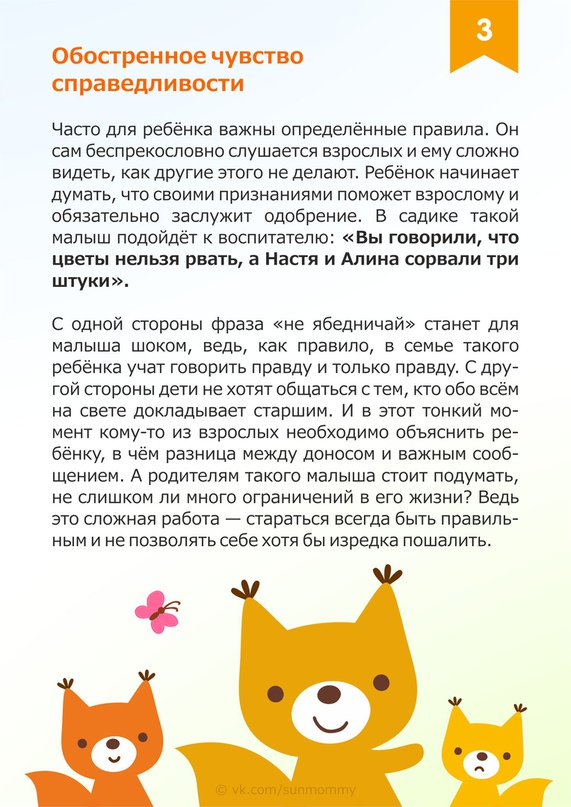 3
Обостренное чувство
справедливости
Часто для ребёнка важны определённые правила. Он
сам беспрекословно слушается взрослых и ему сложно
видеть, как другие этого не делают. Ребёнок начинает
думать, что своими признаниями поможет взрослому и
обязательно заслужит одобрение. В садике такой
малыш подойдёт к воспитателю: «Вы говорили, что
цветы нельзя рвать, а Настя и Алина сорвали три
штуки».
С одной стороны фраза «не ябедничай» станет для
малыша шоком, ведь, как правило, в семье такого
ребёнка учат говорить правду и только правду. С дру-
гой стороны дети не хотят общаться с тем, кто обо всём
на свете докладывает старшим. И в этот тонкий мо-
мент кому-то из взрослых необходимо объяснить ре-
бёнку, в чём разница между доносом и важным сооб-
щением. А родителям такого малыша стоит подумать,
не слишком ли много ограничений в его жизни? Ведь
это сложная работа — стараться всегда быть правиль-
ным и не позволять себе хотя бы изредка пошалить.
© vk.com/sunmommy